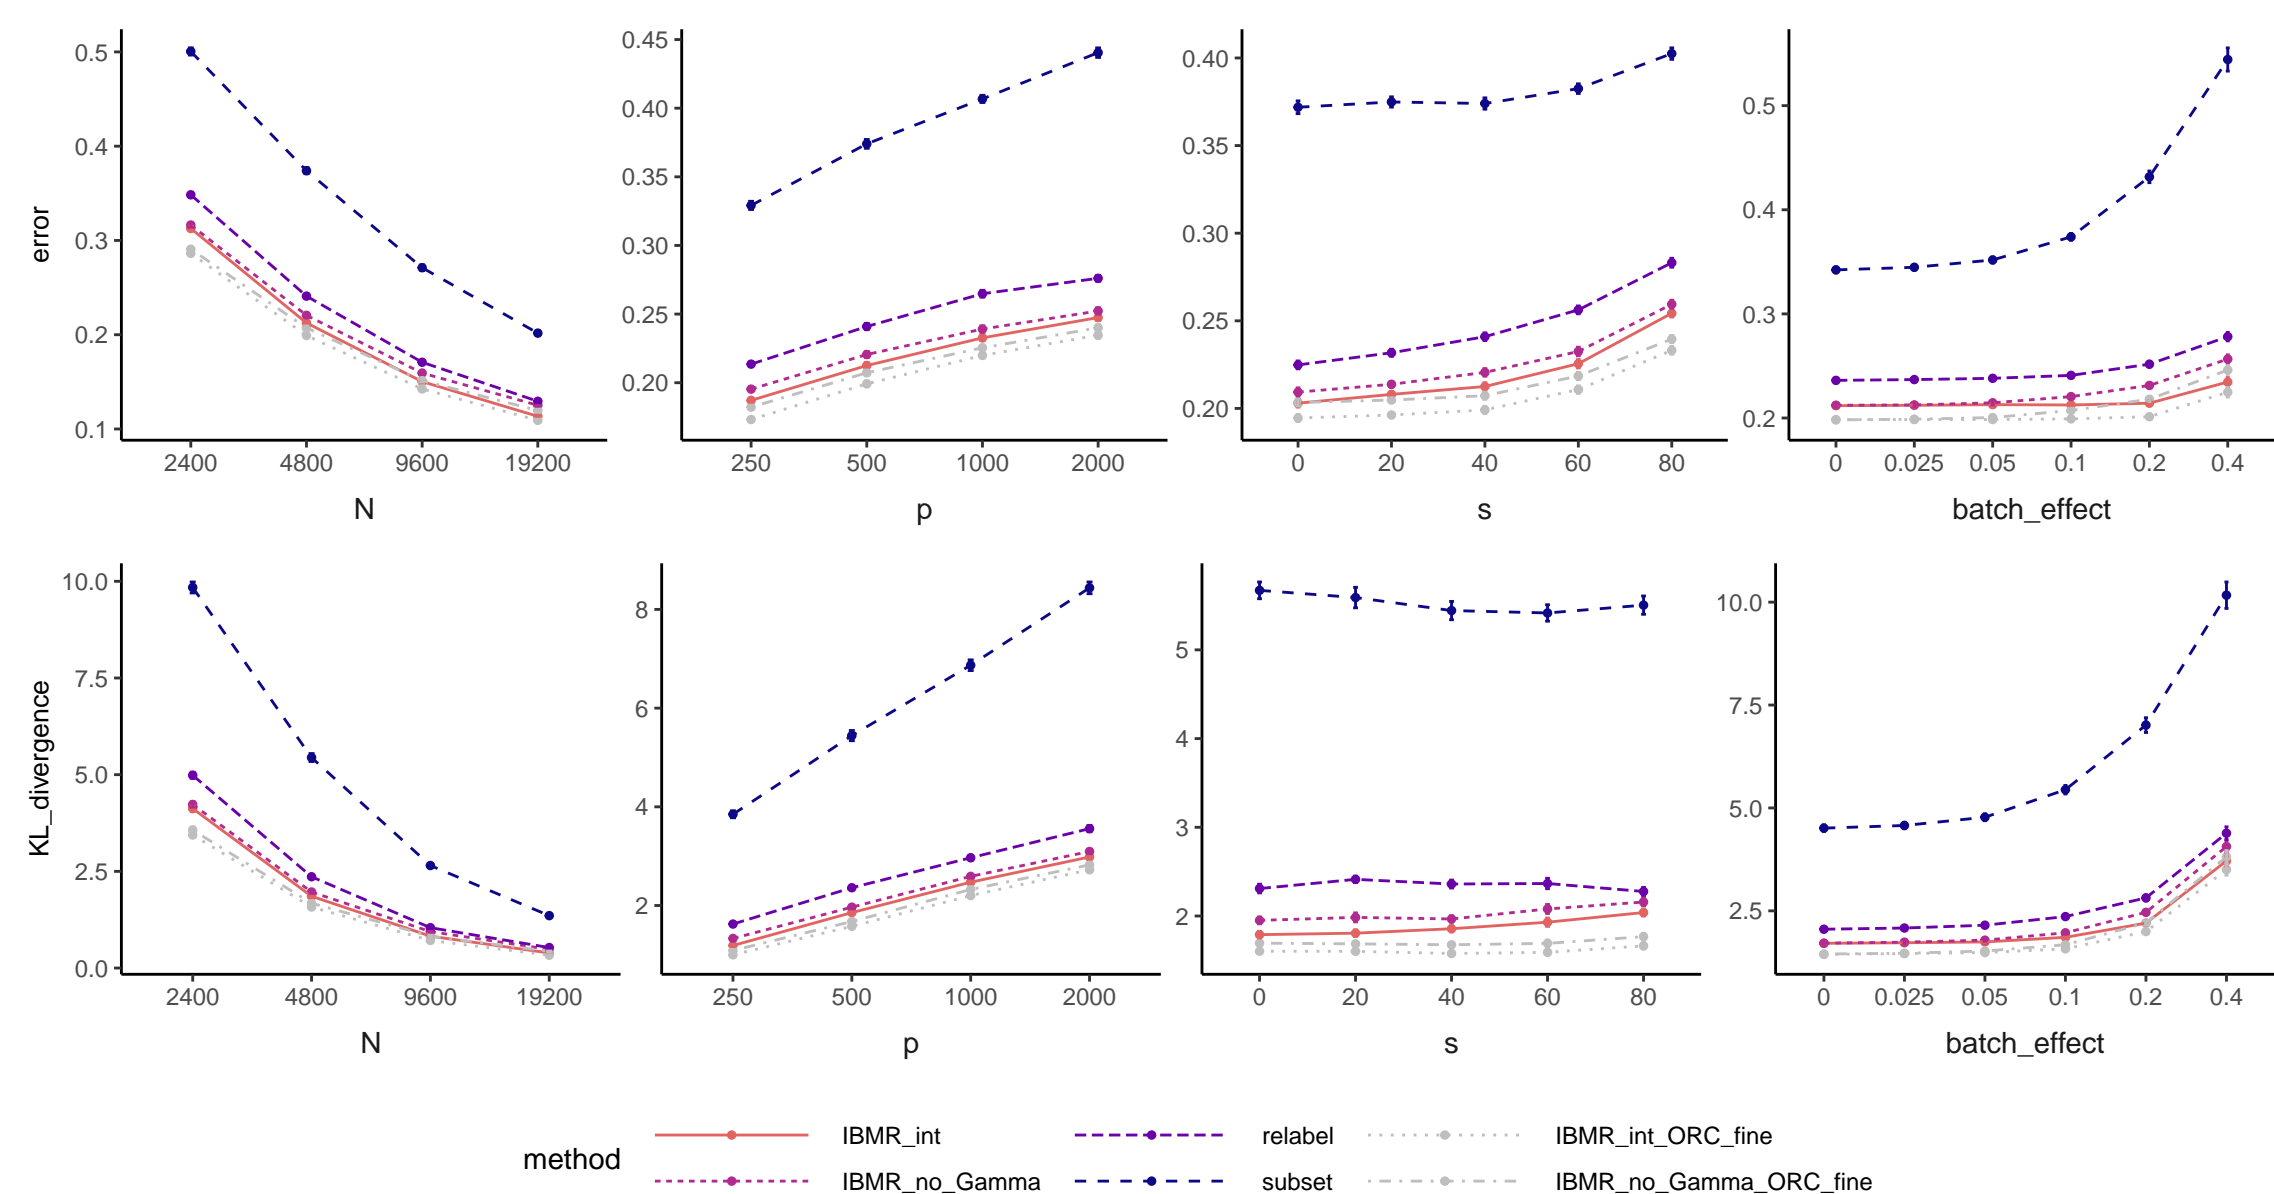 error
0.5
0.4
0.3
0.2
0.1
2400 4800 9600 19200
N
0.45
0.40
0.35
0.30
0.25
0.20
250 500 1000 2000
p
0.40
0.35
0.30
0.25
0.20
0 20 40 60 80
s
0.5
0.4
0.3
0.2
0 0.025 0.05 0.1 0.2 0.4
batch_effect
KL_divergence
10.0
7.5
5.0
2.5
0.0
2400 4800 9600 19200
N
8
6
4
2
250 500 1000 2000
p
5
4
3
2
0 20 40 60 80
s
10.0
7.5
5.0
2.5
0 0.025 0.05 0.1 0.2 0.4
batch_effect
method
IBMR_int relabel IBMR_int_ORC_fine
IBMR_no_Gamma subset IBMR_no_Gamma_ORC_fine